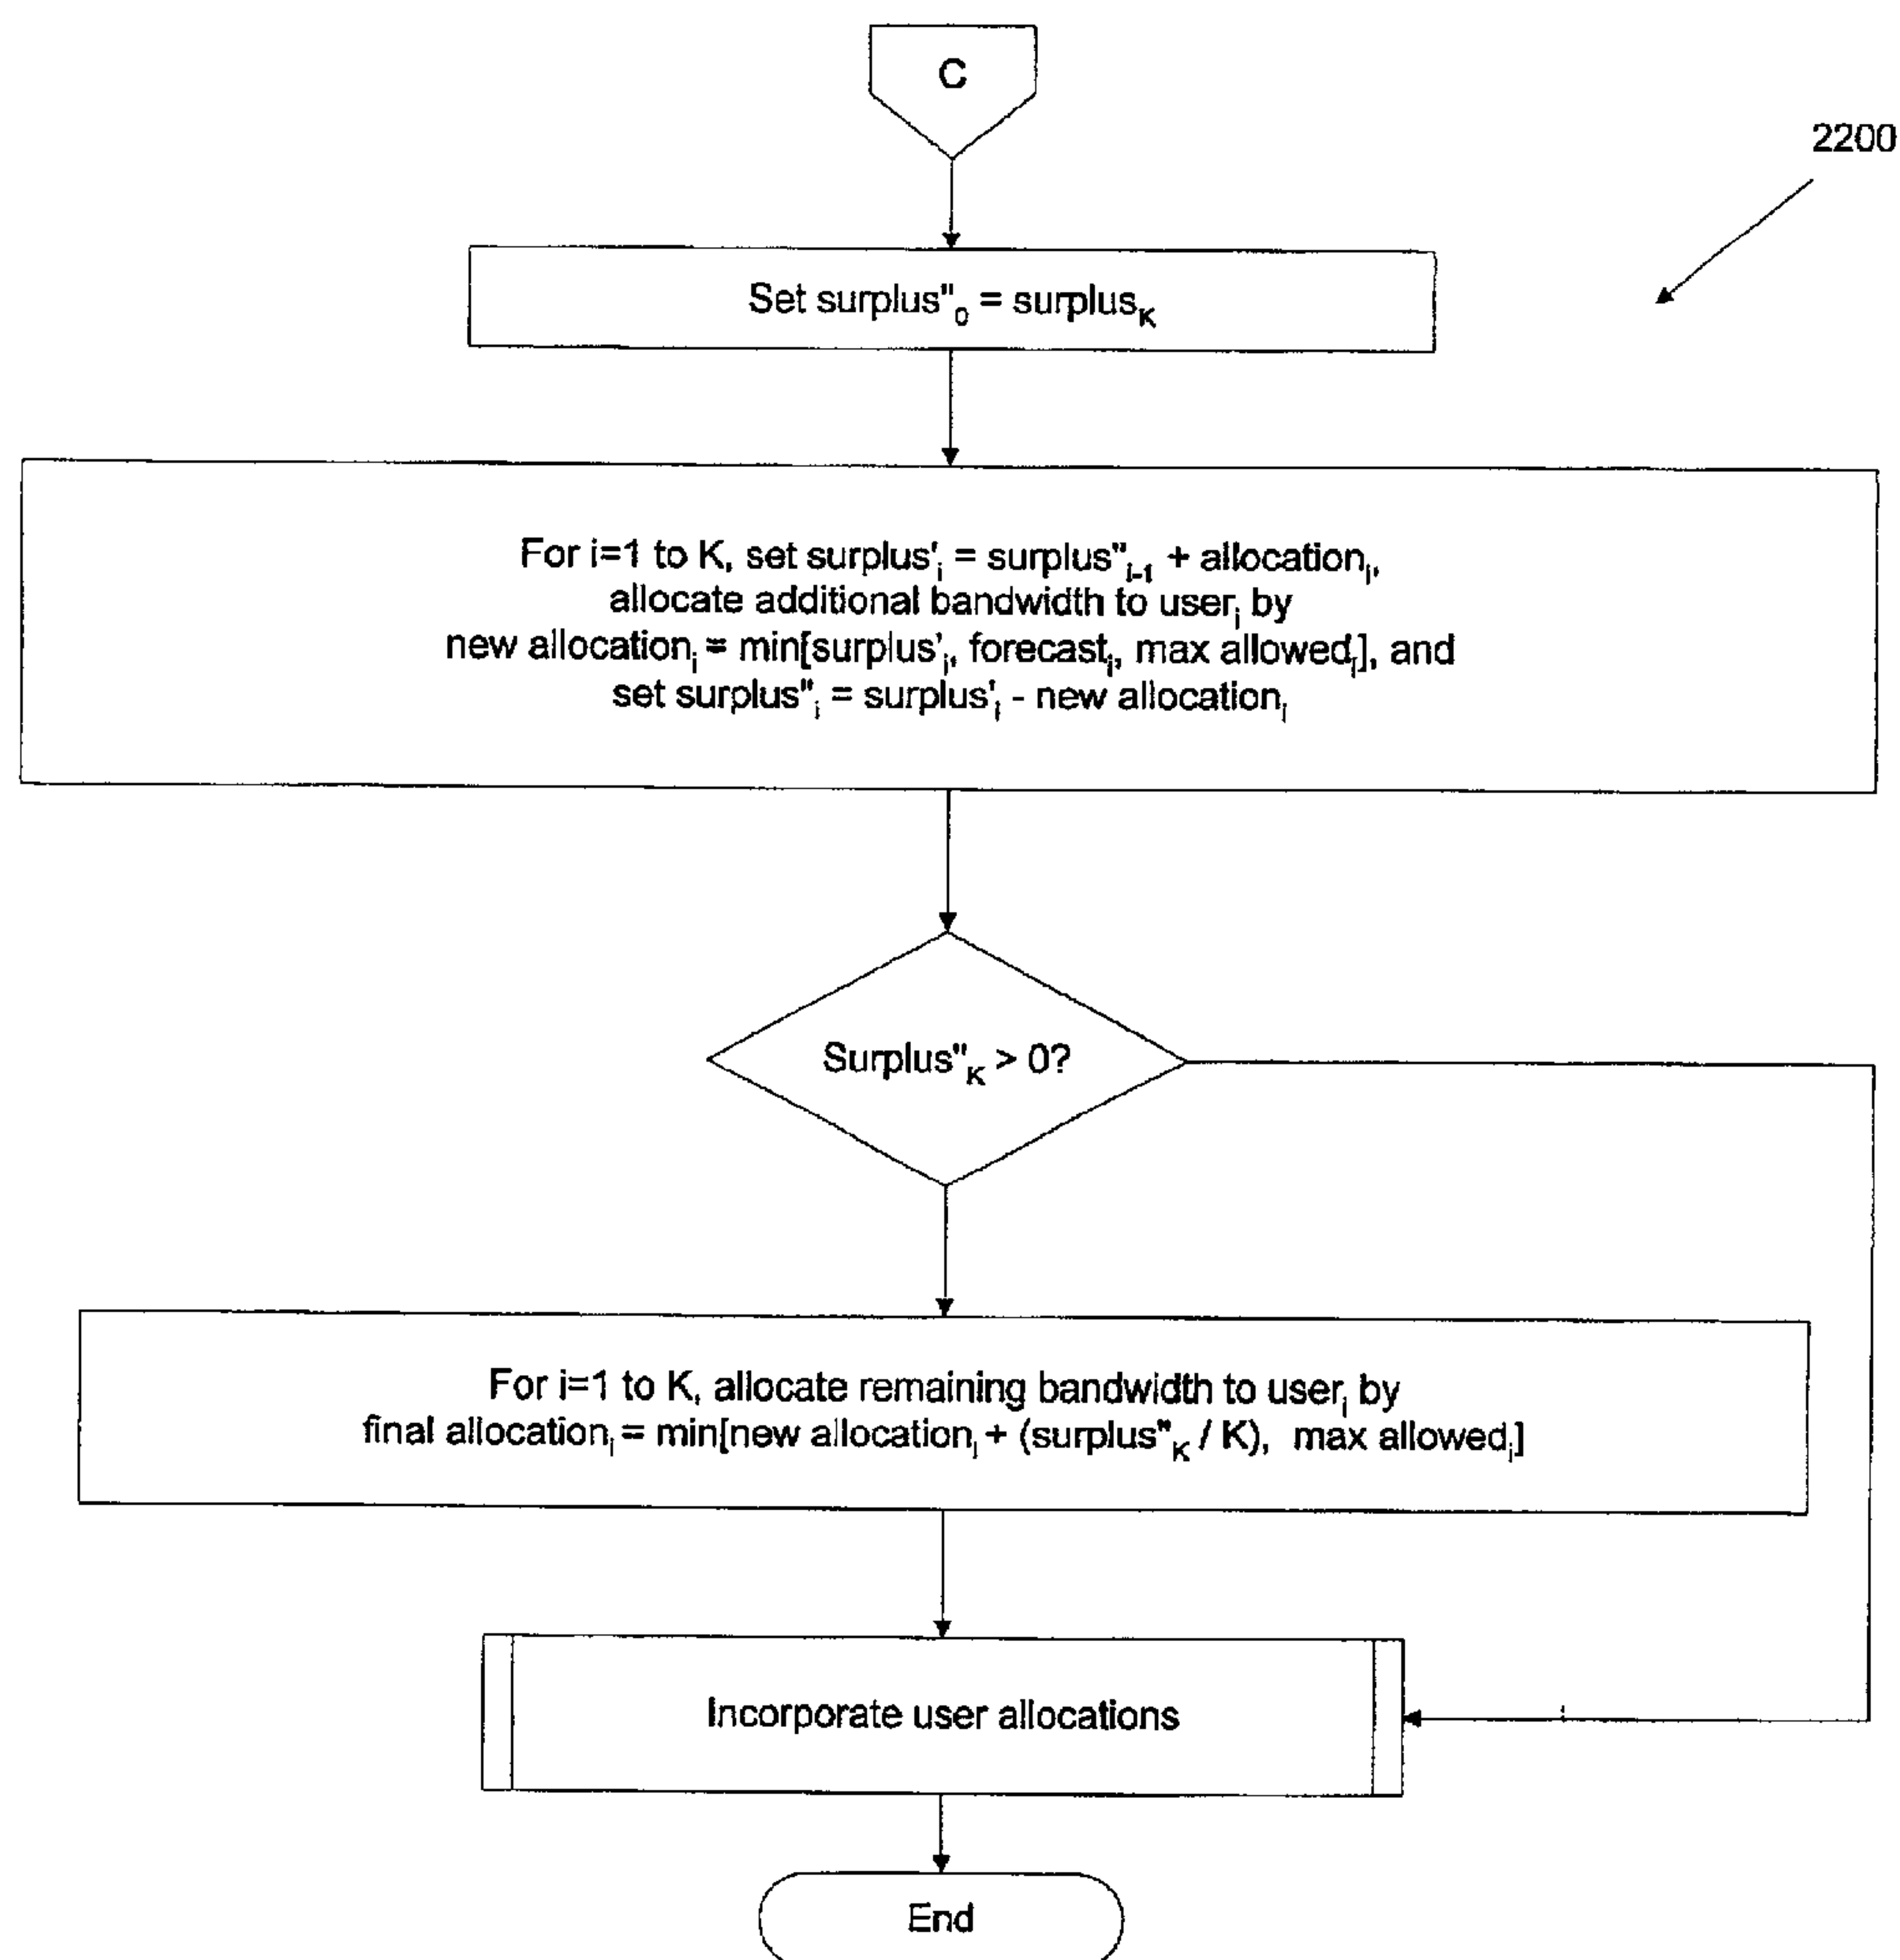 C
2200
Set surplus"₀ = surplusₖ
For i=1 to K, set surplus'ᵢ = surplus"ᵢ₋₁ + allocationᵢ,
allocate additional bandwidth to userᵢ by
new allocationᵢ = min[surplus'ᵢ, forecastᵢ, max allowedᵢ], and
set surplus"ᵢ = surplus'ᵢ - new allocationᵢ
Surplus"ₖ > 0?
For i=1 to K, allocate remaining bandwidth to userᵢ by
final allocationᵢ = min[new allocationᵢ + (surplus"ₖ / K), max allowedᵢ]
Incorporate user allocations
End